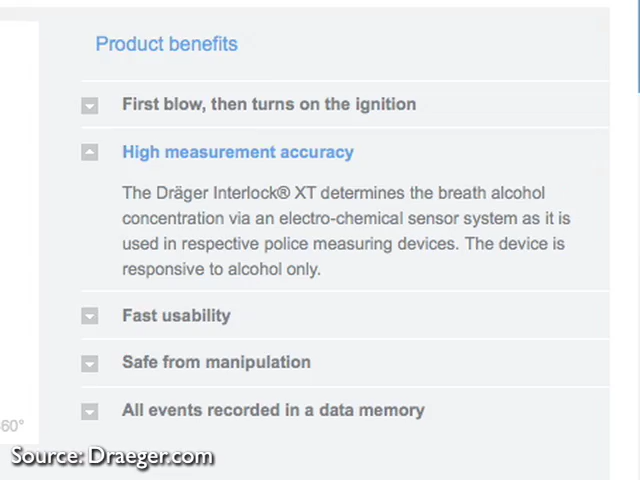 Product benefits
First blow, then turns on the ignition
High measurement accuracy
The Dräger Interlock® XT determines the breath alcohol
concentration via an electro-chemical sensor system as it is
used in respective police measuring devices. The device is
responsive to alcohol only.
Fast usability
Safe from manipulation
All events recorded in a data memory
60°
Source: Draeger.com